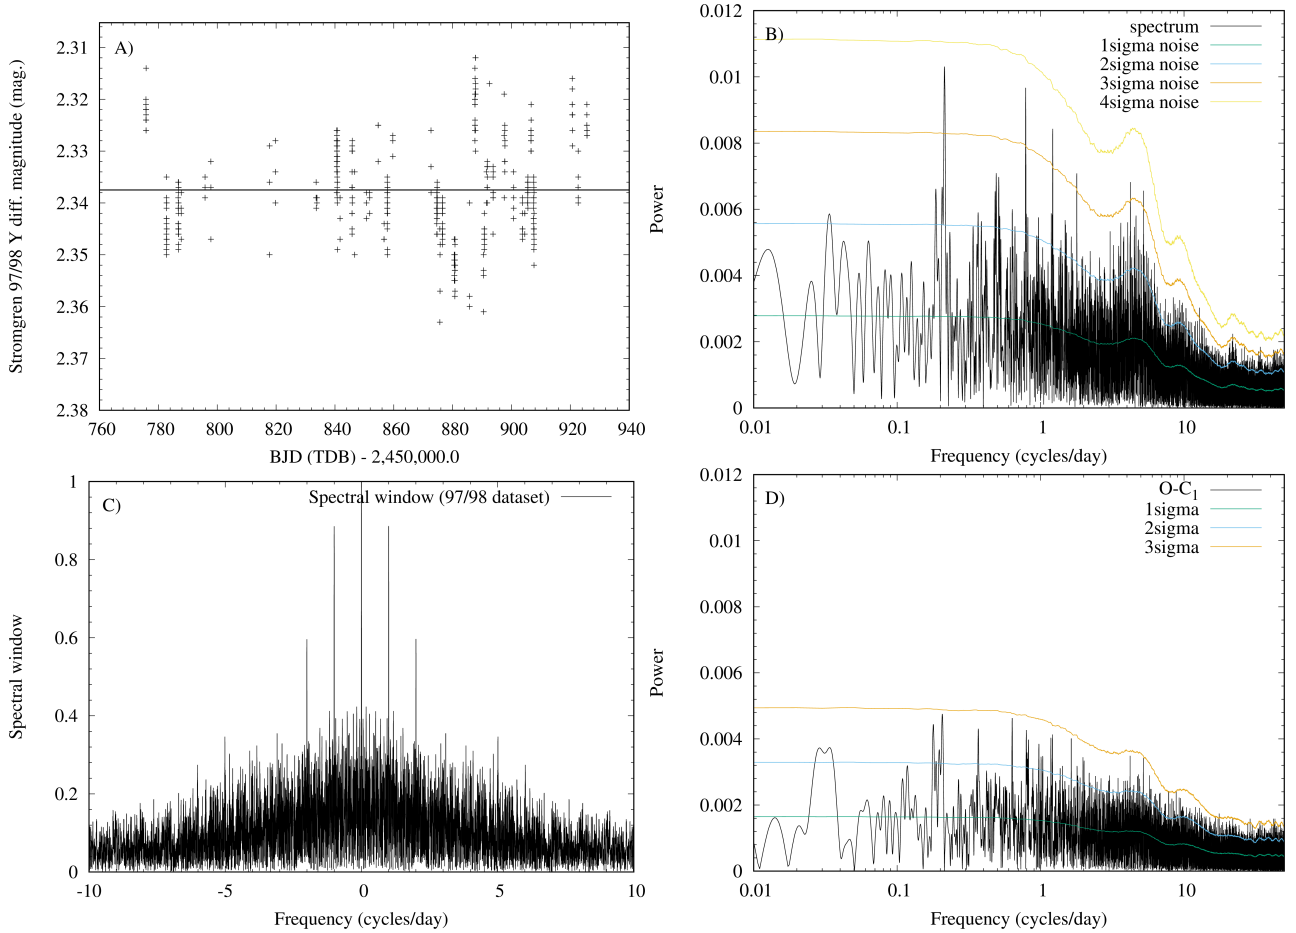 A)
Stromgren 97/98 Y diff. magnitude (mag.)
2.31
2.32
2.33
2.34
2.35
2.36
2.37
2.38
760 780 800 820 840 860 880 900 920 940
BJD (TDB) - 2,450,000.0
B)
spectrum
1sigma noise
2sigma noise
3sigma noise
4sigma noise
Power
0.012
0.01
0.008
0.006
0.004
0.002
0
0.01 0.1 1 10
Frequency (cycles/day)
C)
Spectral window (97/98 dataset)
Spectral window
1
0.8
0.6
0.4
0.2
0
-10 -5 0 5 10
Frequency (cycles/day)
D)
O-C1
1sigma
2sigma
3sigma
Power
0.012
0.01
0.008
0.006
0.004
0.002
0
0.01 0.1 1 10
Frequency (cycles/day)